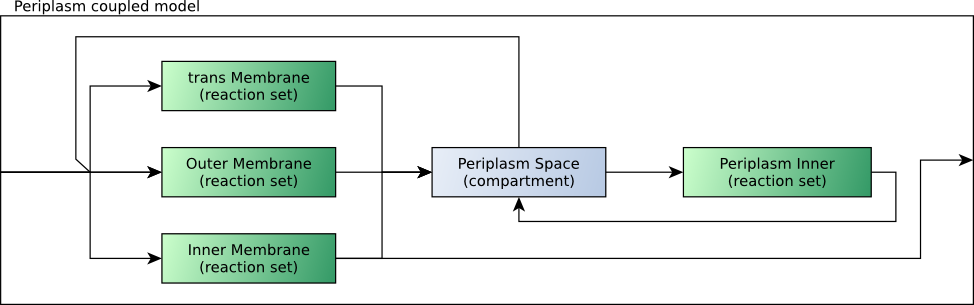 Periplasm coupled model
trans Membrane
(reaction set)
Outer Membrane
(reaction set)
Periplasm Space
(compartment)
Periplasm Inner
(reaction set)
Inner Membrane
(reaction set)